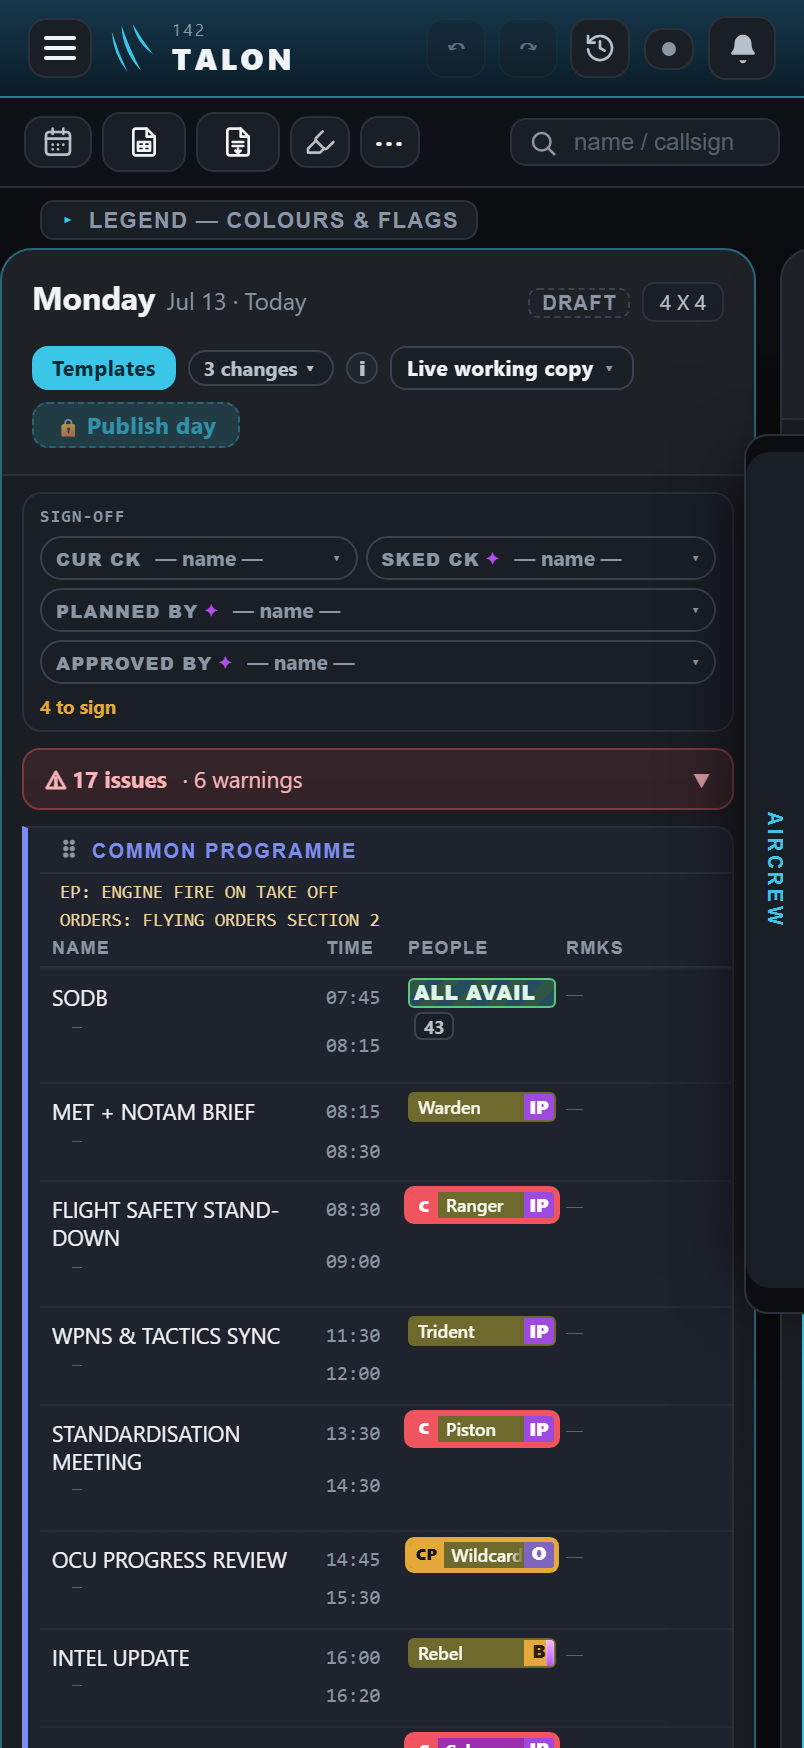 142
TALON
name / callsign
LEGEND — COLOURS & FLAGS
Monday Jul 13 · Today
DRAFT
4 X 4
Templates
3 changes
i
Live working copy
Publish day
SIGN-OFF
CUR CK — name —
SKED CK — name —
PLANNED BY — name —
APPROVED BY — name —
4 to sign
17 issues · 6 warnings
AIRCREW
COMMON PROGRAMME
EP: ENGINE FIRE ON TAKE OFF
ORDERS: FLYING ORDERS SECTION 2
NAME TIME PEOPLE RMKS
SODB 07:45 ALL AVAIL —
— 08:15 43
MET + NOTAM BRIEF 08:15 Warden IP —
— 08:30
FLIGHT SAFETY STAND-DOWN 08:30 C Ranger IP —
— 09:00
WPNS & TACTICS SYNC 11:30 Trident IP —
— 12:00
STANDARDISATION MEETING 13:30 C Piston IP —
— 14:30
OCU PROGRESS REVIEW 14:45 CP Wildcard O —
— 15:30
INTEL UPDATE 16:00 Rebel B —
— 16:20